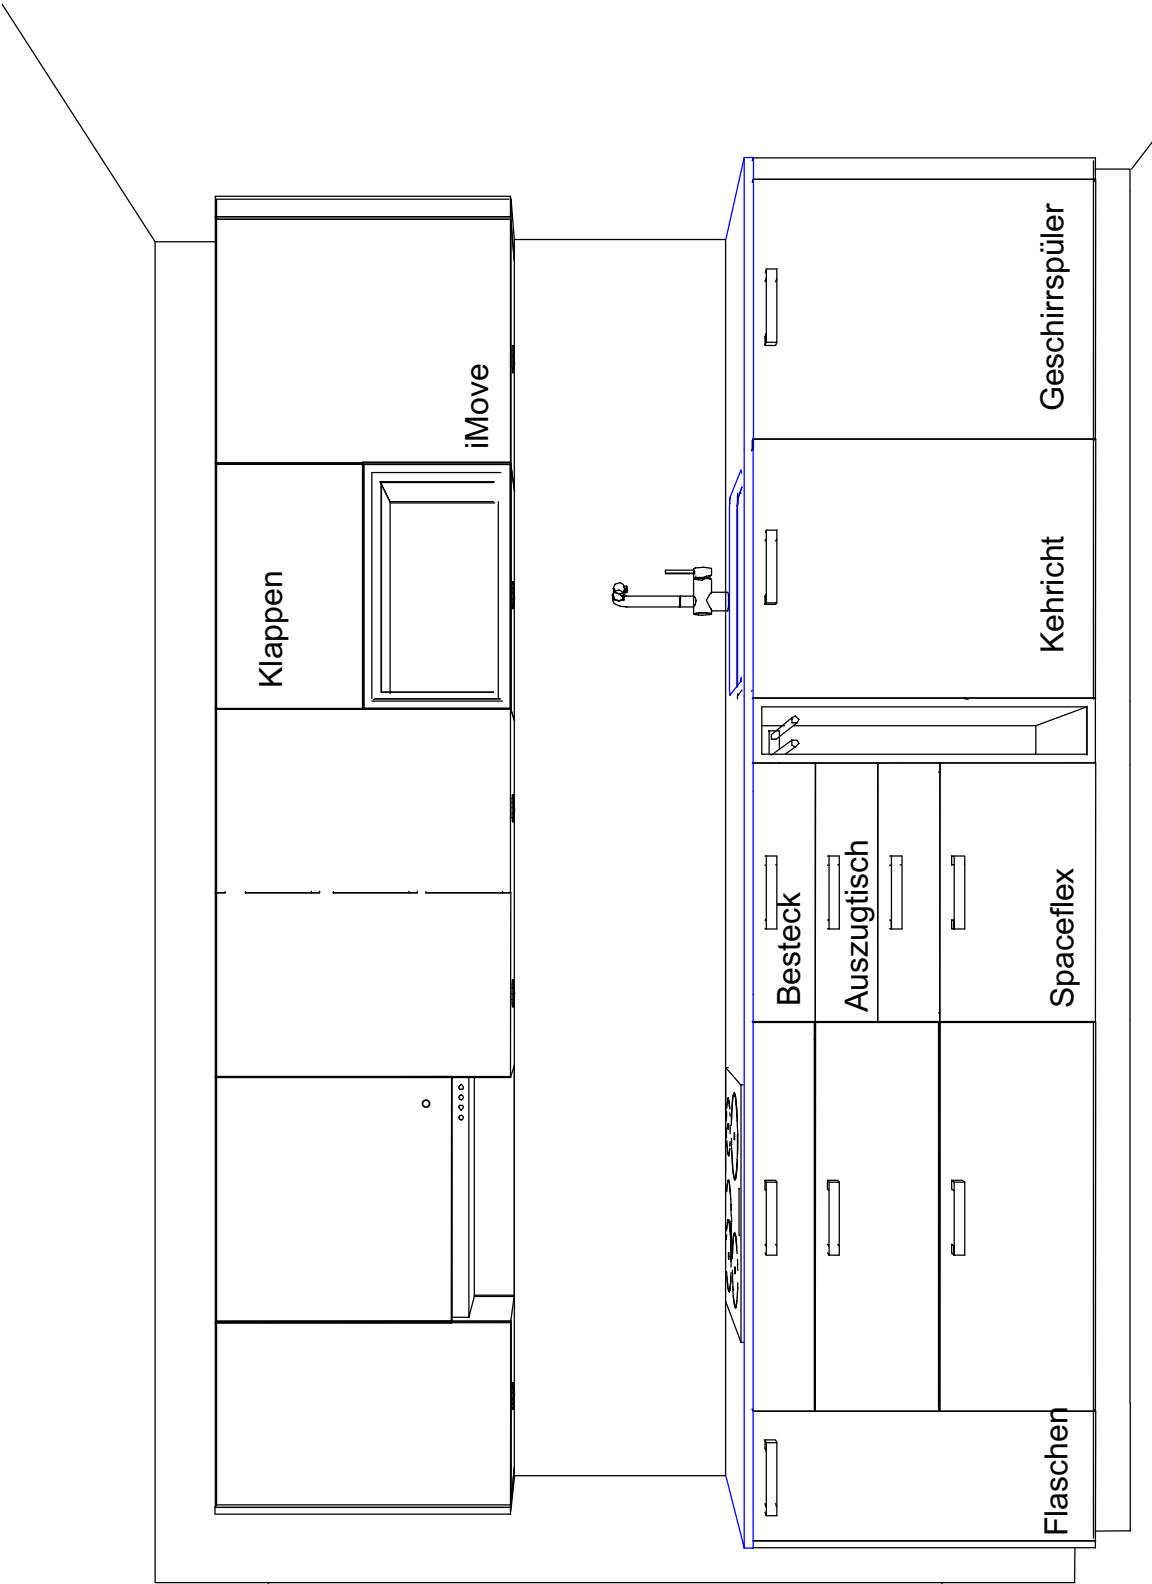 Klappen
iMove
Flaschen
Besteck
Auszugtisch
Spaceflex
Kehricht
Geschirrspüler